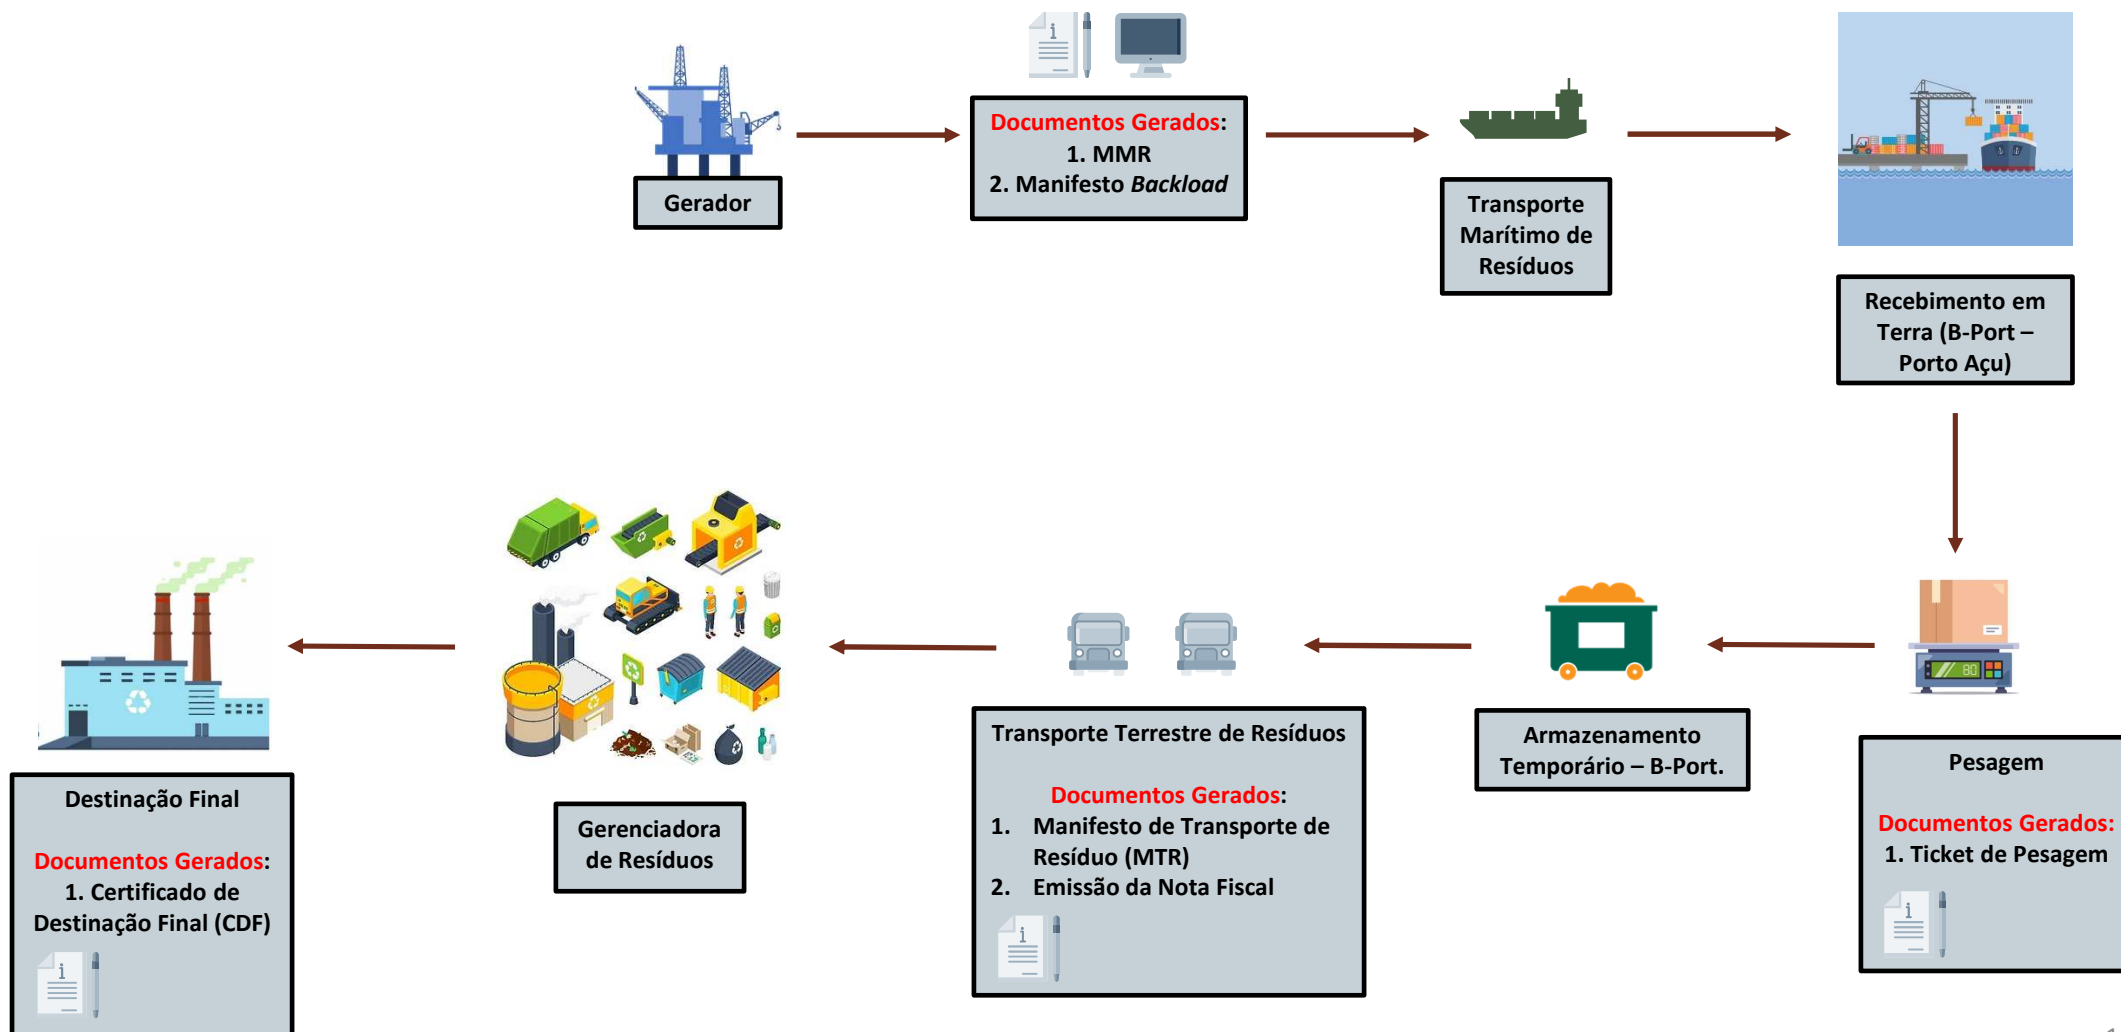 Documentos Gerados:
1. MMR
2. Manifesto Backload
Gerador
Transporte
Marítimo de
Resíduos
Recebimento em
Terra (B-Port –
Porto Açu)
Pesagem
Documentos Gerados:
1. Ticket de Pesagem
80
Armazenamento
Temporário – B-Port.
Transporte Terrestre de Resíduos
Documentos Gerados:
1. Manifesto de Transporte de
Resíduo (MTR)
2. Emissão da Nota Fiscal
Gerenciadora
de Resíduos
Destinação Final
Documentos Gerados:
1. Certificado de
Destinação Final (CDF)